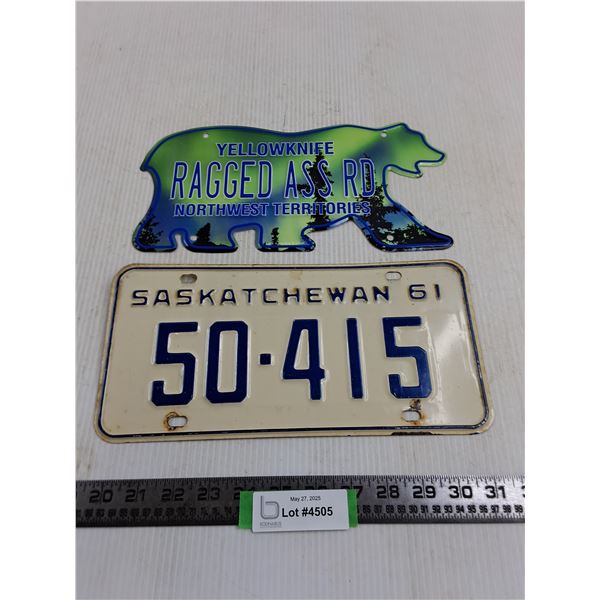 YELLOWKNIFE
RAGGED ASS RD
NORTHWEST TERRITORIES
SASKATCHEWAN 61
50-415
20 21 22 23 24 25 26 27 28 29 30 31
May 27, 2025
Lot #4505